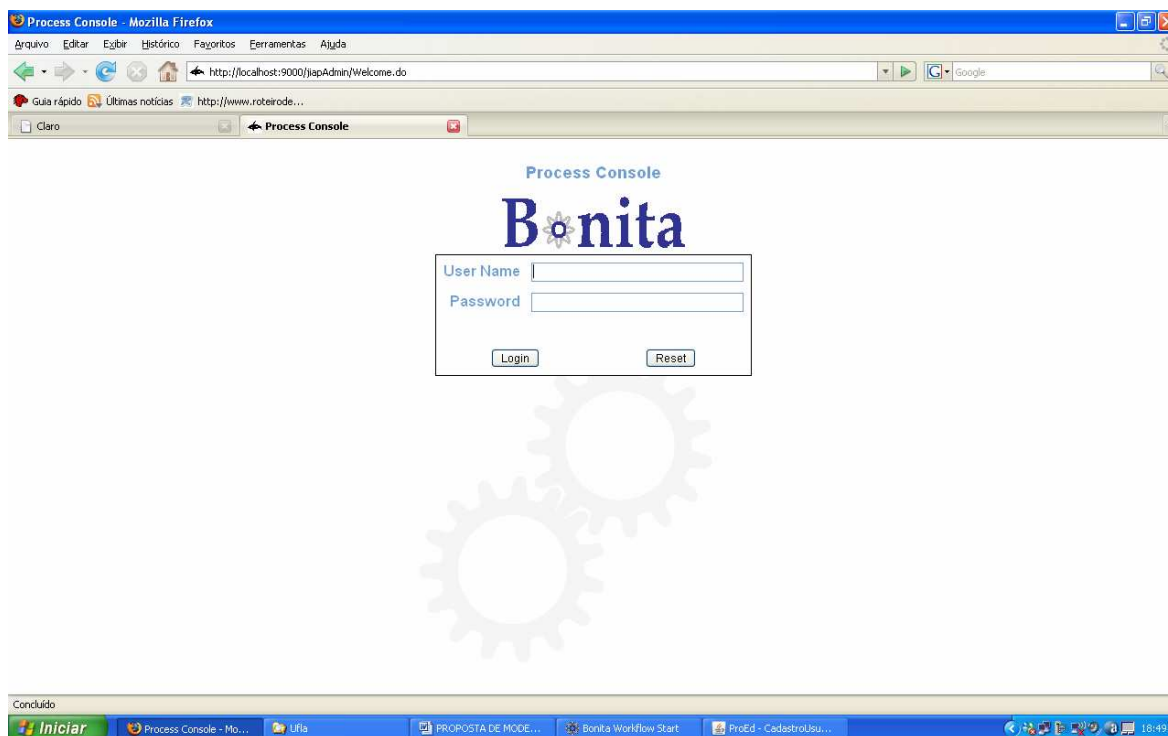 Process Console - Mozilla Firefox
Arquivo Editar Exibir Histórico Favoritos Ferramentas Ajuda
http://localhost:9000/jiapAdmin/Welcome.do
G Google
Guia rápido Últimas notícias http://www.roteirode...
Claro Process Console
Process Console
Bonita
User Name
Password
Login Reset
Concluído
Iniciar Process Console - Mo... Ufla PROPOSTA DE MODE... Bonita Workflow Start ProEd - CadastroUsu... 18:49